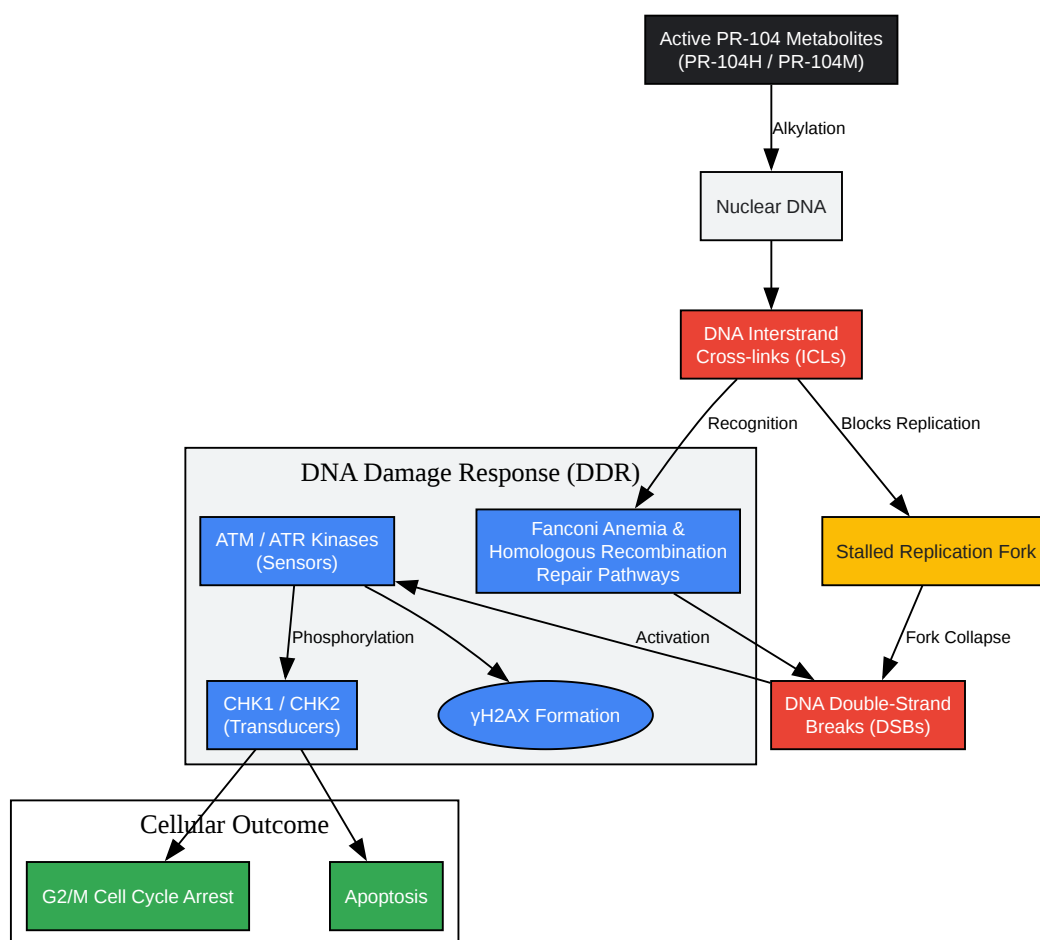 Active PR-104 Metabolites
(PR-104H / PR-104M)
Alkylation
Nuclear DNA
DNA Interstrand
Cross-links (ICLs)
Recognition
Blocks Replication
DNA Damage Response (DDR)
ATM / ATR Kinases
(Sensors)
Fanconi Anemia &
Homologous Recombination
Repair Pathways
Stalled Replication Fork
Phosphorylation
Activation
Fork Collapse
CHK1 / CHK2
(Transducers)
γH2AX Formation
DNA Double-Strand
Breaks (DSBs)
Cellular Outcome
G2/M Cell Cycle Arrest
Apoptosis